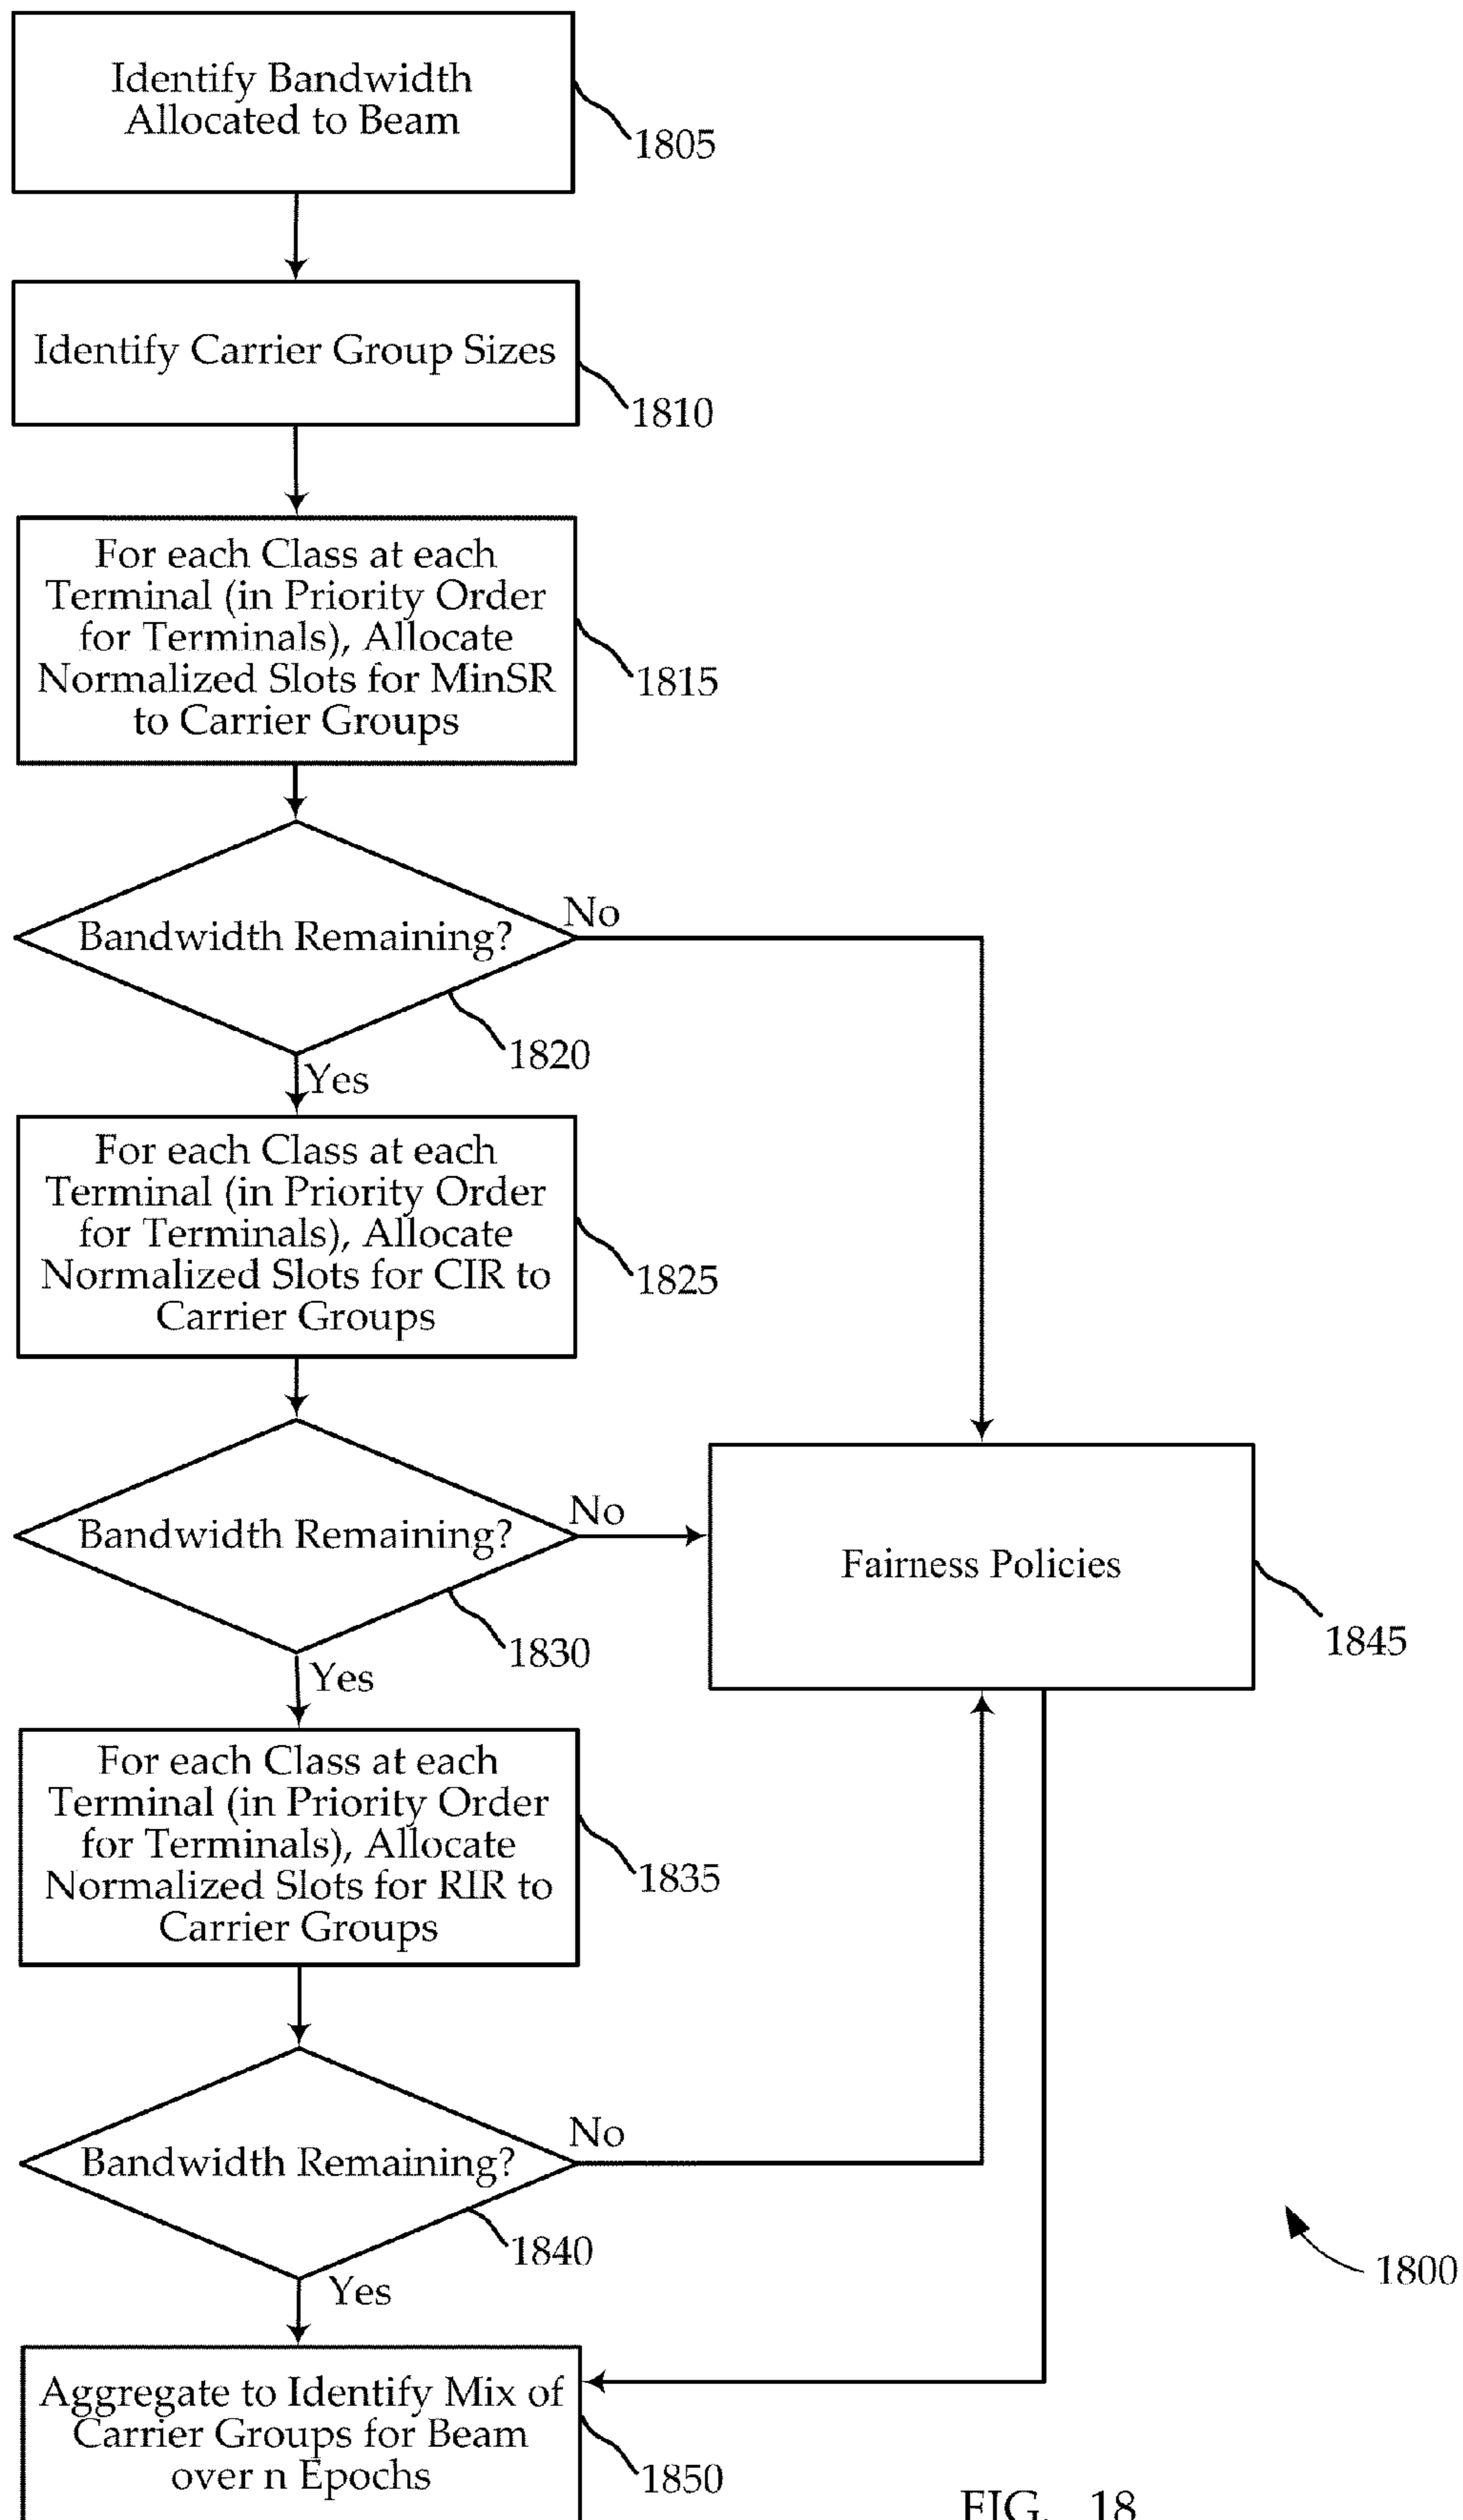 Identify Bandwidth
Allocated to Beam
1805
Identify Carrier Group Sizes
1810
For each Class at each
Terminal (in Priority Order
for Terminals), Allocate
Normalized Slots for MinSR
to Carrier Groups
1815
Bandwidth Remaining?
No
1820
Yes
For each Class at each
Terminal (in Priority Order
for Terminals), Allocate
Normalized Slots for CIR to
Carrier Groups
1825
Bandwidth Remaining?
No
1830
Yes
Fairness Policies
1845
For each Class at each
Terminal (in Priority Order
for Terminals), Allocate
Normalized Slots for RIR to
Carrier Groups
1835
Bandwidth Remaining?
No
1840
Yes
1800
Aggregate to Identify Mix of
Carrier Groups for Beam
over n Epochs
1850
FIG. 18